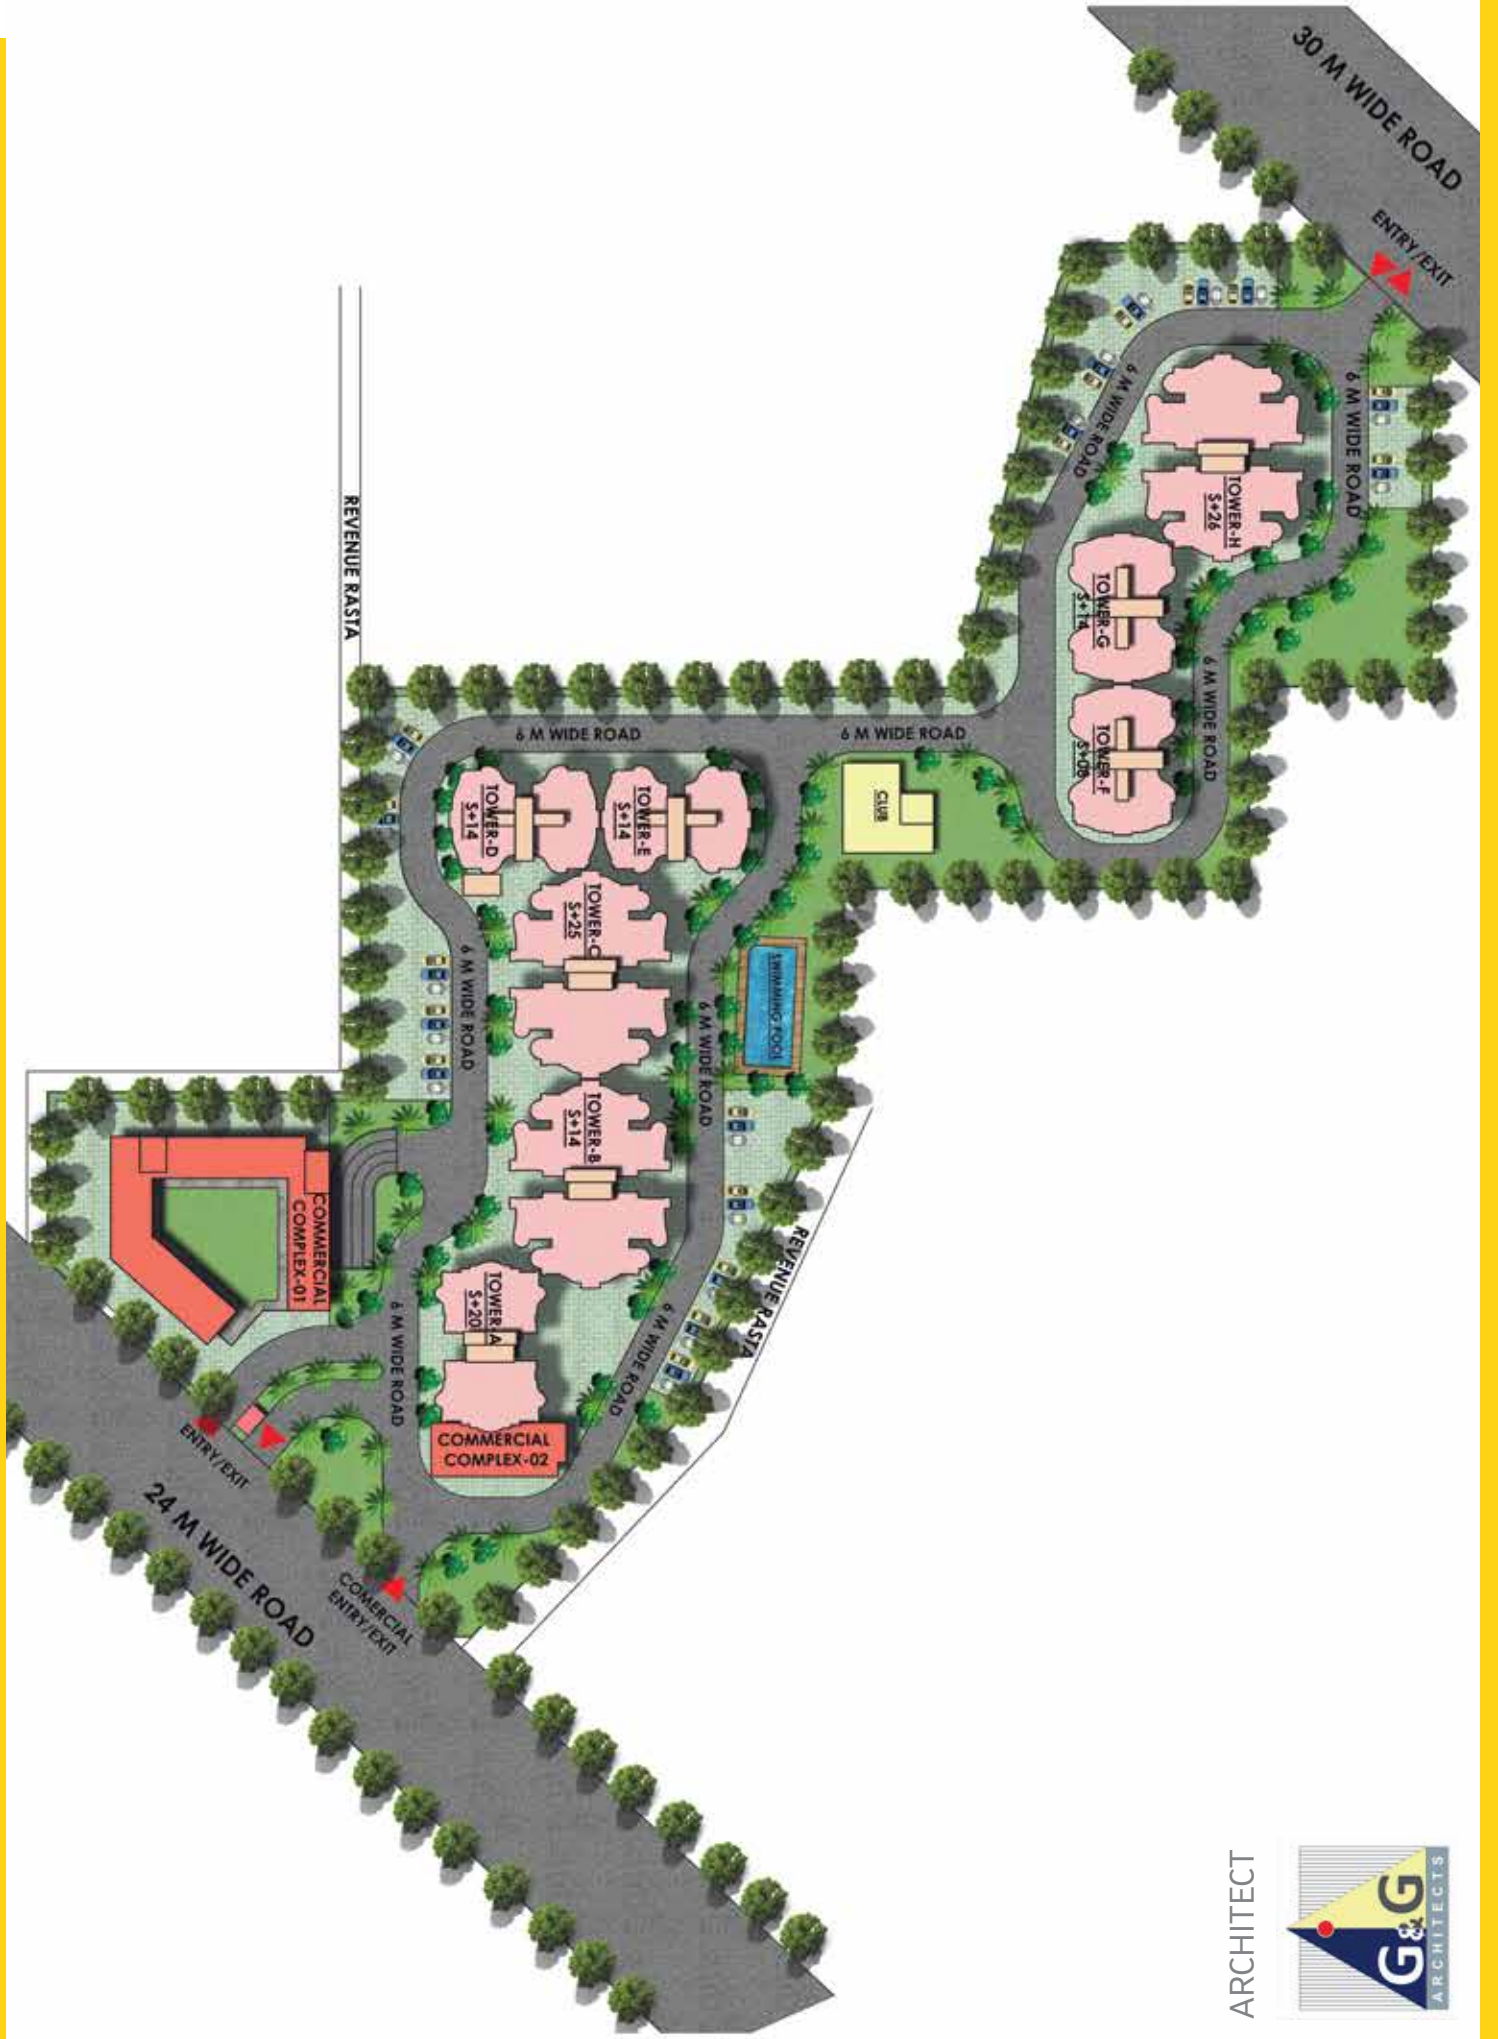 30 M WIDE ROAD
ENTRY/EXIT
6 M WIDE ROAD
6 M WIDE ROAD
TOWER-H
S+26
TOWER-G
S+14
REVENUE RASTA
6 M WIDE ROAD
TOWER-F
S+08
6 M WIDE ROAD
6 M WIDE ROAD
CLUB
TOWER-D
S+14
TOWER-E
S+14
TOWER-C
S+25
SWIMMING POOL
6 M WIDE ROAD
6 M WIDE ROAD
TOWER-B
S+14
COMMERCIAL
COMPLEX-01
REVENUE RASTA
TOWER-A
S+20
6 M WIDE ROAD
6 M WIDE ROAD
COMMERCIAL
COMPLEX-02
ENTRY/EXIT
24 M WIDE ROAD
COMERCIAL
ENTRY/EXIT
ARCHITECT
G&G
ARCHITECTS